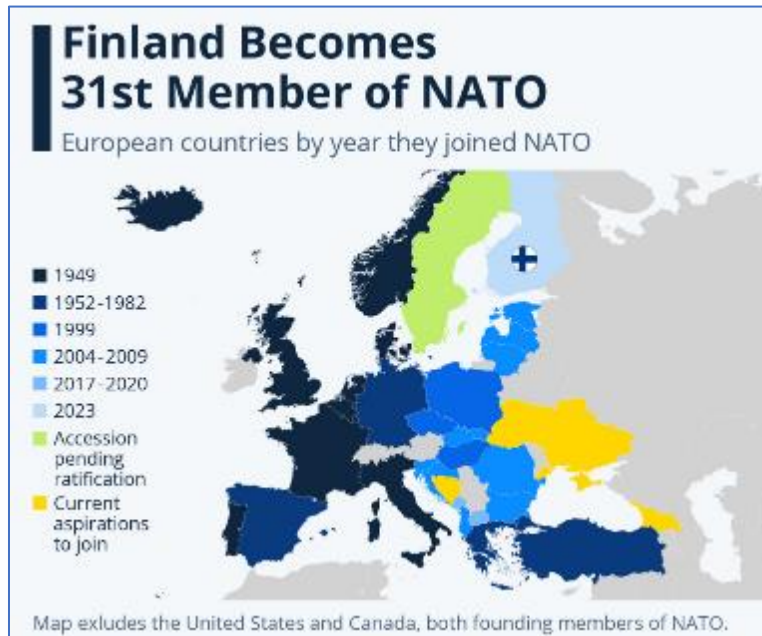 Finland Becomes
31st Member of NATO
European countries by year they joined NATO
1949
1952-1982
1999
2004-2009
2017-2020
2023
Accession
pending
ratification
Current
aspirations
to join
Map exludes the United States and Canada, both founding members of NATO.